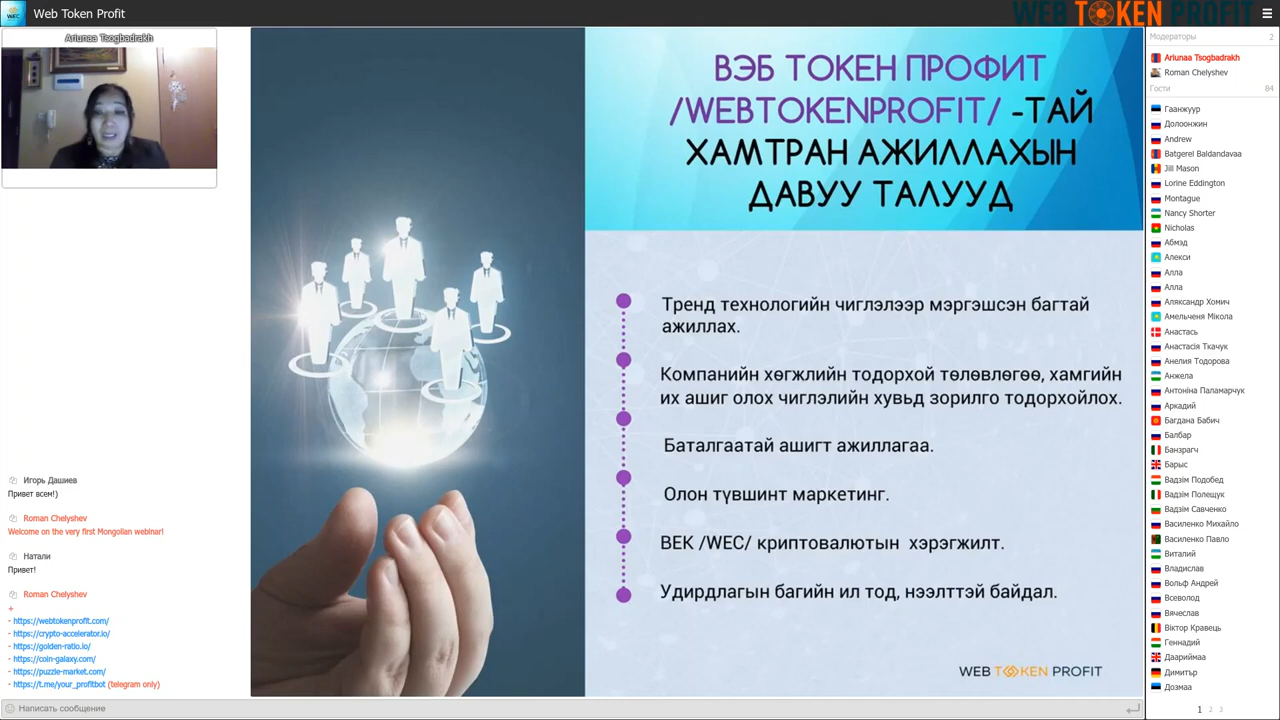 WEC
Web Token Profit
WEB TOKEN PROFIT
Ariunaa Tsogbadrakh
ВЭБ ТОКЕН ПРОФИТ
/WEBTOKENPROFIT/ -ТАЙ
ХАМТРАН АЖИЛЛАХЫН
ДАВУУ ТАЛУУД
Тренд технологийн чиглэлээр мэргэшсэн багтай
ажиллах.
Компанийн хөгжлийн тодорхой төлөвлөгөө, хамгийн
их ашиг олох чиглэлийн хувьд зорилго тодорхойлох.
Баталгаатай ашигт ажиллагаа.
Олон түвшинт маркетинг.
ВЕК /WEC/ криптовалютын хэрэгжилт.
Удирдлагын багийн ил тод, нээлттэй байдал.
WEB TOKEN PROFIT
Игорь Дашиев
Привет всем!)
Roman Chelyshev
Welcome on the very first Mongolian webinar!
Натали
Привет!
Roman Chelyshev
+
- https://webtokenprofit.com/
- https://crypto-accelerator.io/
- https://golden-ratio.io/
- https://coin-galaxy.com/
- https://puzzle-market.com/
- https://t.me/your_profitbot (telegram only)
Написать сообщение
Модераторы 2
Ariunaa Tsogbadrakh
Roman Chelyshev
Гости 84
Гаанжуур
Долоонжин
Andrew
Batgerel Baldandavaa
Jill Mason
Lorine Eddington
Montague
Nancy Shorter
Nicholas
Абмэд
Алекси
Алла
Алла
Аляксандр Хомич
Амельченя Мікола
Анастась
Анастасія Ткачук
Анелия Тодорова
Анжела
Антоніна Паламарчук
Аркадий
Багдана Бабич
Балбар
Банзрагч
Барыс
Вадзім Подобед
Вадзім Полещук
Вадзім Савченко
Василенко Михайло
Василенко Павло
Виталий
Владислав
Вольф Андрей
Всеволод
Вячеслав
Віктор Кравець
Геннадий
Даариймаа
Димитър
Дозмаа
1 2 3